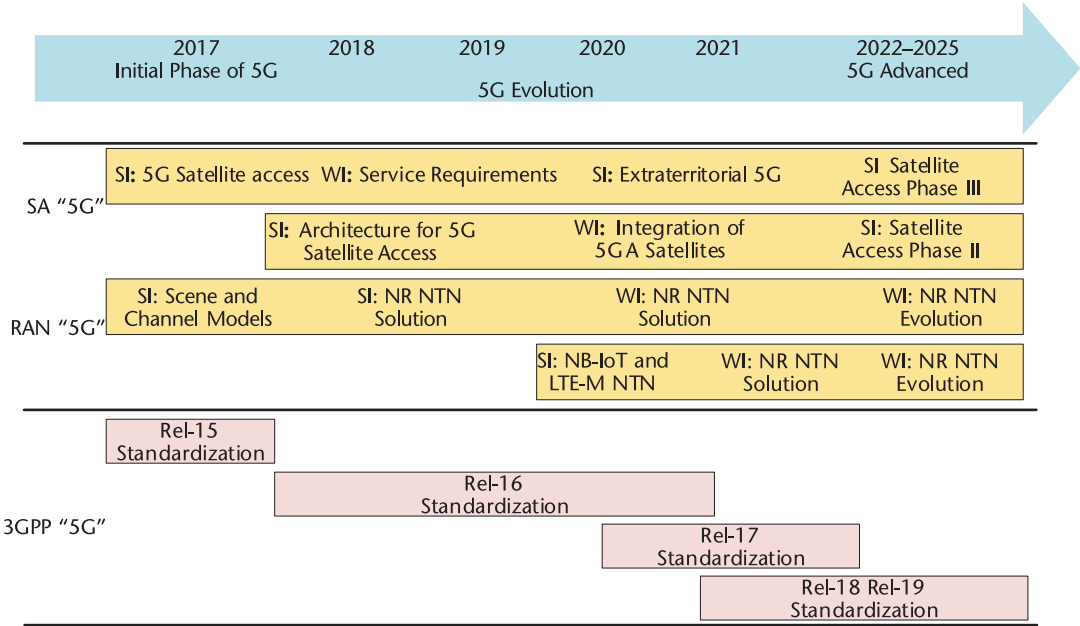 2017 2018 2019 2020 2021 2022–2025
Initial Phase of 5G 5G Advanced
5G Evolution
SA “5G”
SI: 5G Satellite access WI: Service Requirements SI: Extraterritorial 5G SI Satellite
Access Phase III
SI: Architecture for 5G WI: Integration of SI: Satellite
Satellite Access 5GA Satellites Access Phase II
RAN “5G”
SI: Scene and SI: NR NTN WI: NR NTN WI: NR NTN
Channel Models Solution Solution Evolution
SI: NB-IoT and WI: NR NTN WI: NR NTN
LTE-M NTN Solution Evolution
3GPP “5G”
Rel-15
Standardization
Rel-16
Standardization
Rel-17
Standardization
Rel-18 Rel-19
Standardization